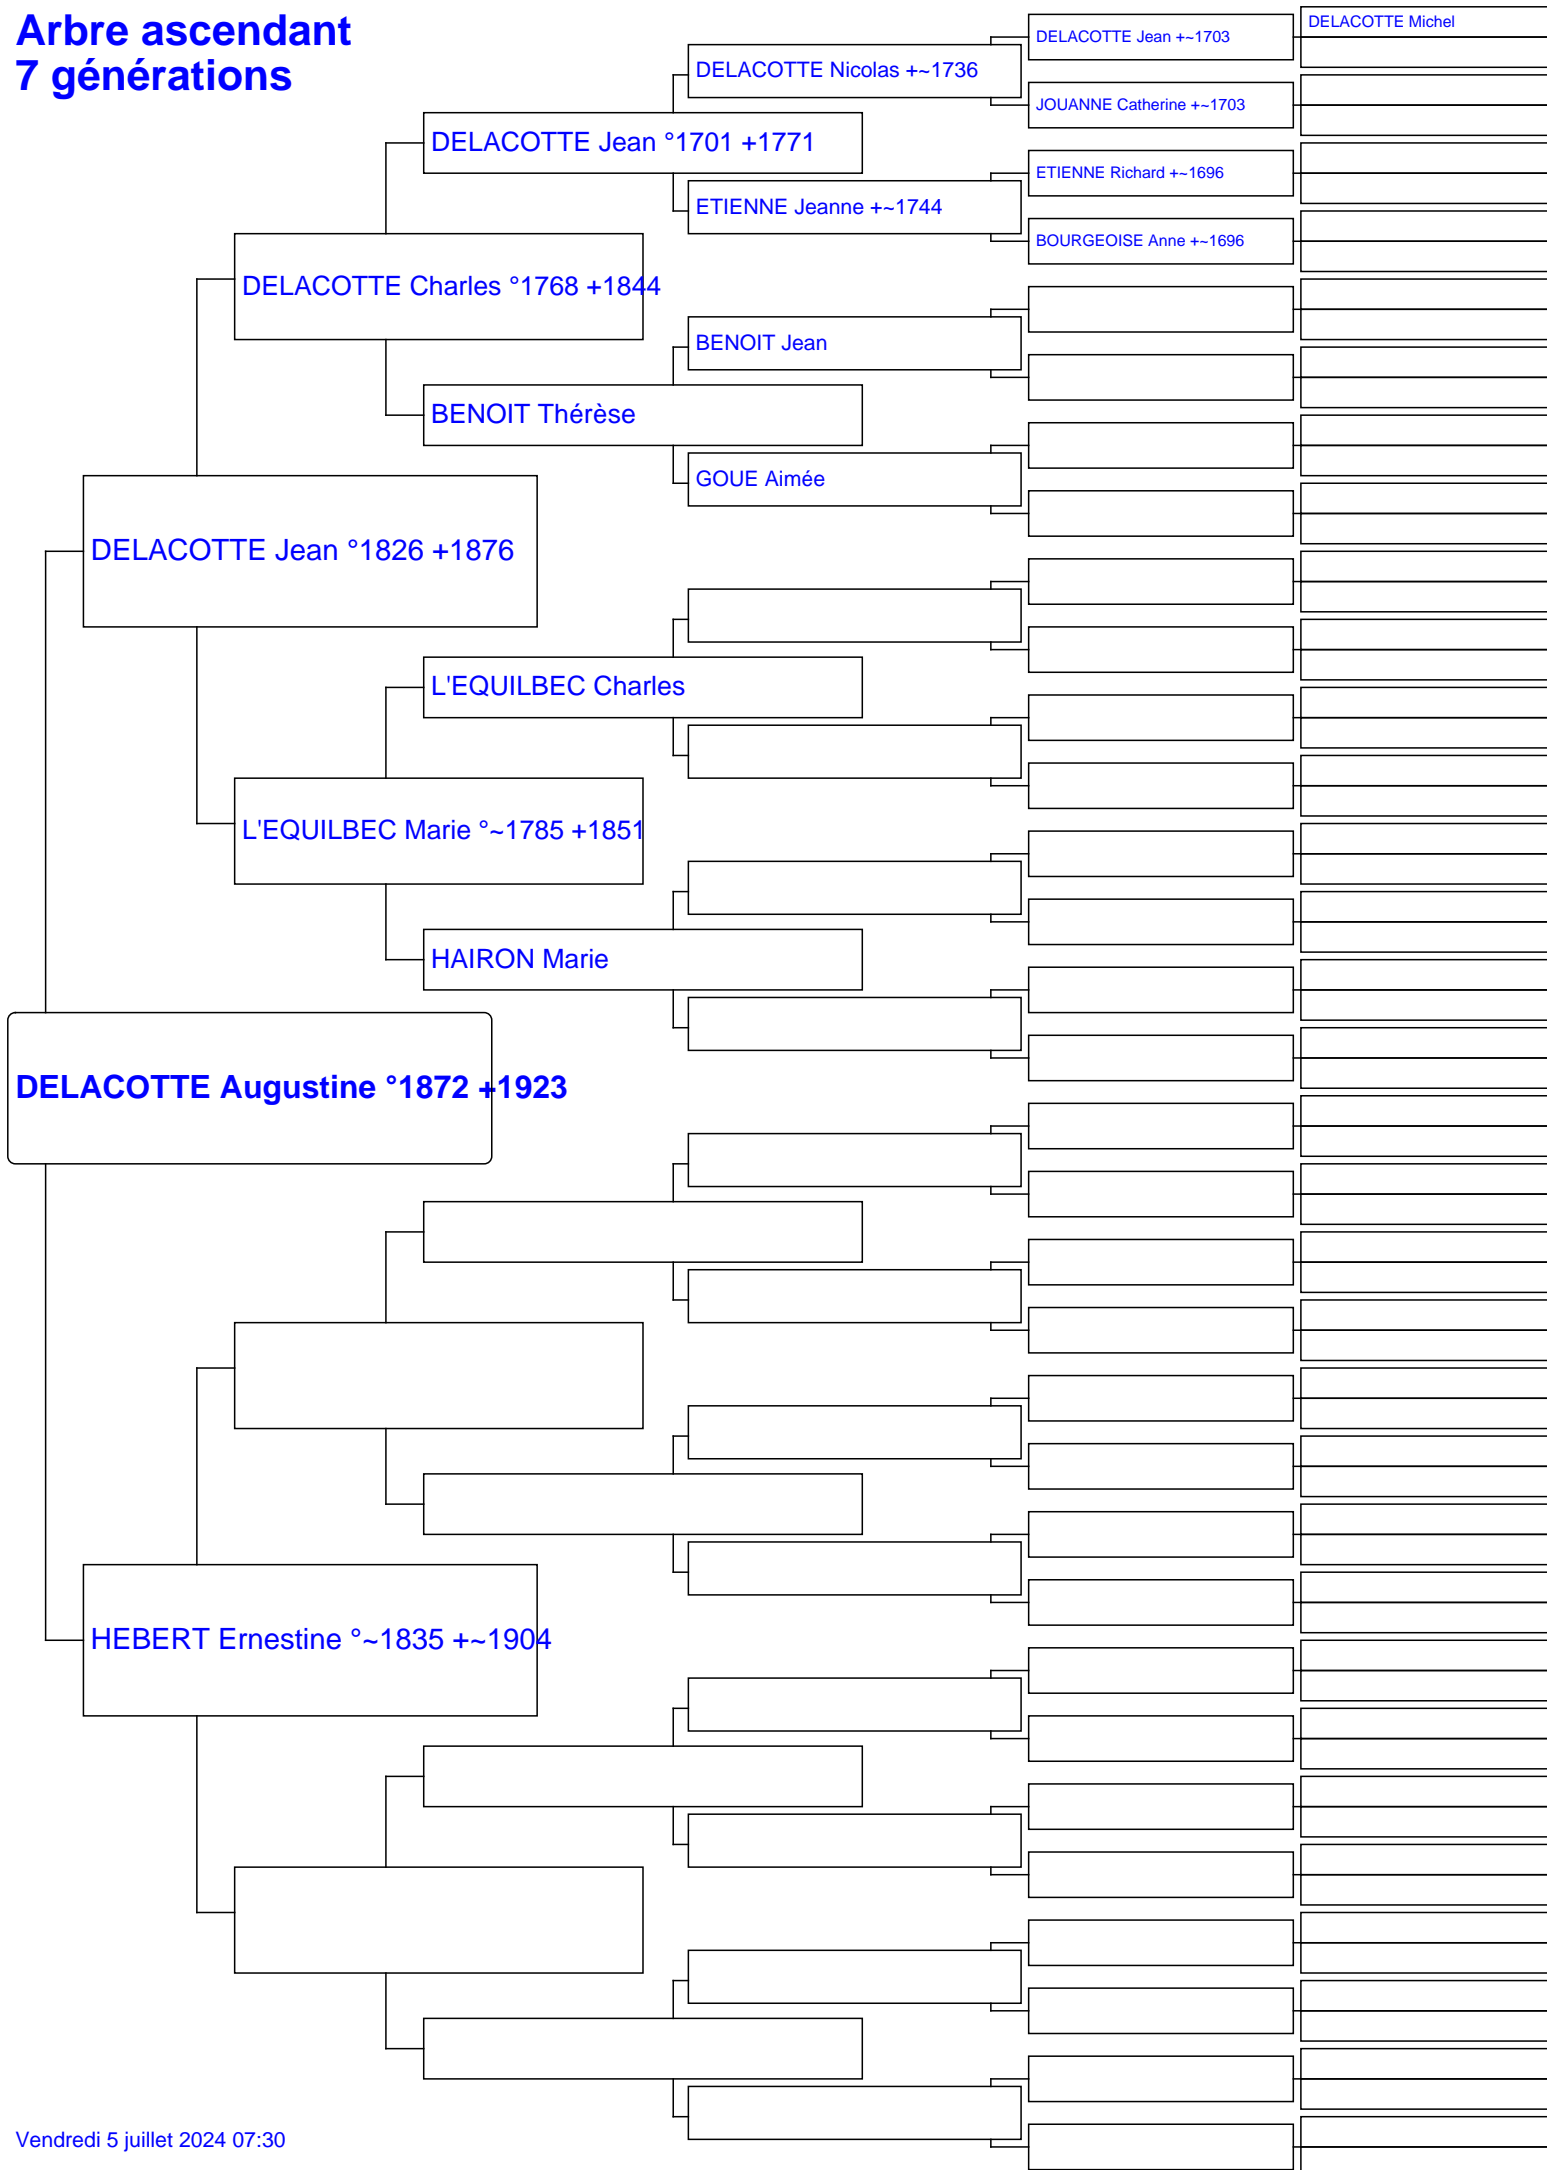 Arbre ascendant
7 générations
DELACOTTE Michel
DELACOTTE Jean +~1703
DELACOTTE Nicolas +~1736
JOUANNE Catherine +~1703
DELACOTTE Jean °1701 +1771
ETIENNE Richard +~1696
ETIENNE Jeanne +~1744
BOURGEOISE Anne +~1696
DELACOTTE Charles °1768 +1844
BENOIT Jean
BENOIT Thérèse
GOUE Aimée
DELACOTTE Jean °1826 +1876
L'EQUILBEC Charles
L'EQUILBEC Marie °~1785 +1851
HAIRON Marie
DELACOTTE Augustine °1872 +1923
HEBERT Ernestine °~1835 +~1904
Vendredi 5 juillet 2024 07:30